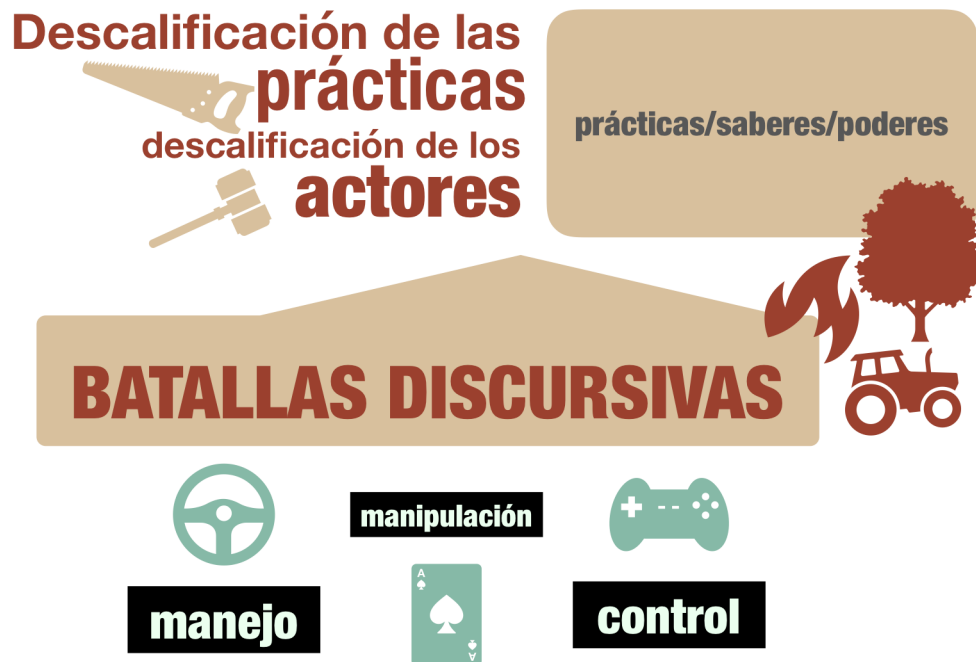 Descalificación de las
prácticas
descalificación de los
actores
prácticas/saberes/poderes
BATALLAS DISCURSIVAS
manipulación
manejo
control
A
A